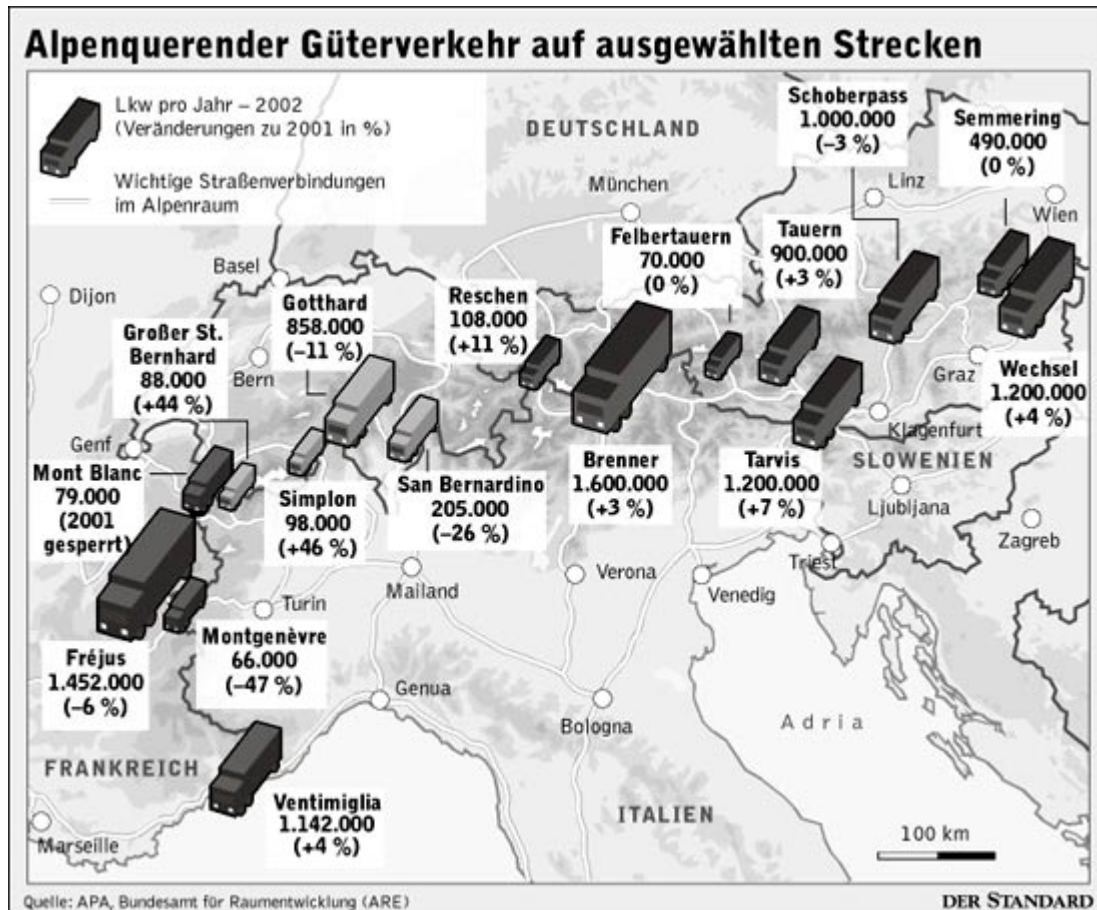 Alpenquerender Güterverkehr auf ausgewählten Strecken
Lkw pro Jahr – 2002
(Veränderungen zu 2001 in %)
Wichtige Straßenverbindungen
im Alpenraum
DEUTSCHLAND
München
Schoberpass
1.000.000
(–3 %)
Semmering
490.000
(0 %)
Linz
Wien
Felbertauern
70.000
(0 %)
Tauern
900.000
(+3 %)
Basel
Dijon
Gotthard
858.000
(–11 %)
Reschen
108.000
(+11 %)
Großer St.
Bernhard
88.000
(+44 %)
Bern
Graz
Wechsel
1.200.000
(+4 %)
Klagenfurt
Genf
Mont Blanc
79.000
(2001
gesperrt)
Simplon
98.000
(+46 %)
San Bernardino
205.000
(–26 %)
Brenner
1.600.000
(+3 %)
Tarvis
1.200.000
(+7 %)
SLOWENIEN
Ljubljana
Zagreb
Triest
Mailand
Verona
Venedig
Turin
Fréjus
1.452.000
(–6 %)
Montgenèvre
66.000
(–47 %)
Genua
Bologna
Adria
FRANKREICH
Ventimiglia
1.142.000
(+4 %)
ITALIEN
Marseille
100 km
Quelle: APA, Bundesamt für Raumentwicklung (ARE)
DER STANDARD